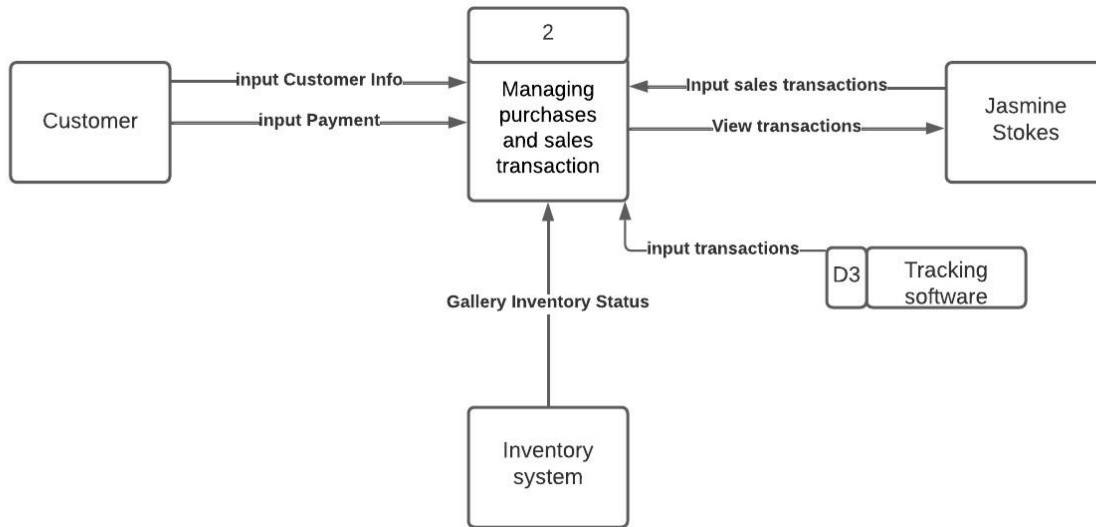 2
Customer
input Customer Info
input Payment
Managing
purchases
and sales
transaction
Input sales transactions
View transactions
Jasmine
Stokes
input transactions
D3
Tracking
software
Gallery Inventory Status
Inventory
system